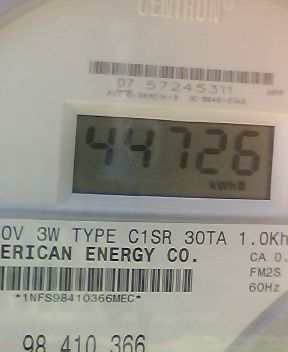 CENTRON®
07 57245311
44726
kWh
0V 3W TYPE C1SR 30TA 1.0Kh
ERICAN ENERGY CO.
CA 0.
FM2S
60Hz
*1NFS98410366MEC*
98 410 366